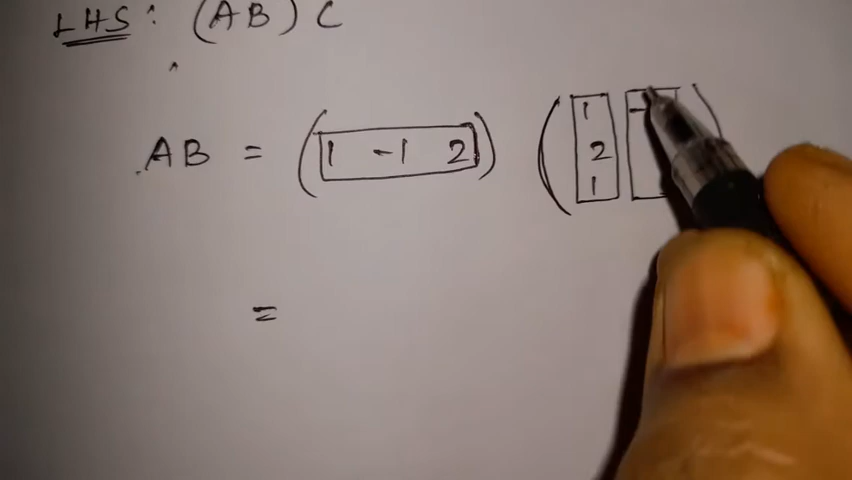 LHS : (AB) C
AB = (1 -1 2) (1
2
1 )
=